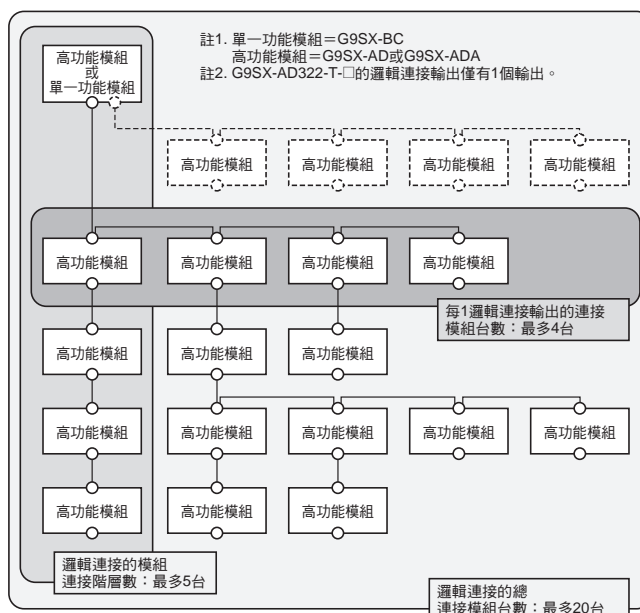 高功能模組
或
單一功能模組
註1. 單一功能模組＝G9SX-BC
高功能模組＝G9SX-AD或G9SX-ADA
註2. G9SX-AD322-T-□的邏輯連接輸出僅有1個輸出。
高功能模組
高功能模組
高功能模組
高功能模組
高功能模組
高功能模組
高功能模組
高功能模組
每1邏輯連接輸出的連接
模組台數：最多4台
高功能模組
高功能模組
高功能模組
高功能模組
高功能模組
高功能模組
高功能模組
高功能模組
高功能模組
高功能模組
高功能模組
邏輯連接的模組
連接階層數：最多5台
邏輯連接的總
連接模組台數：最多20台